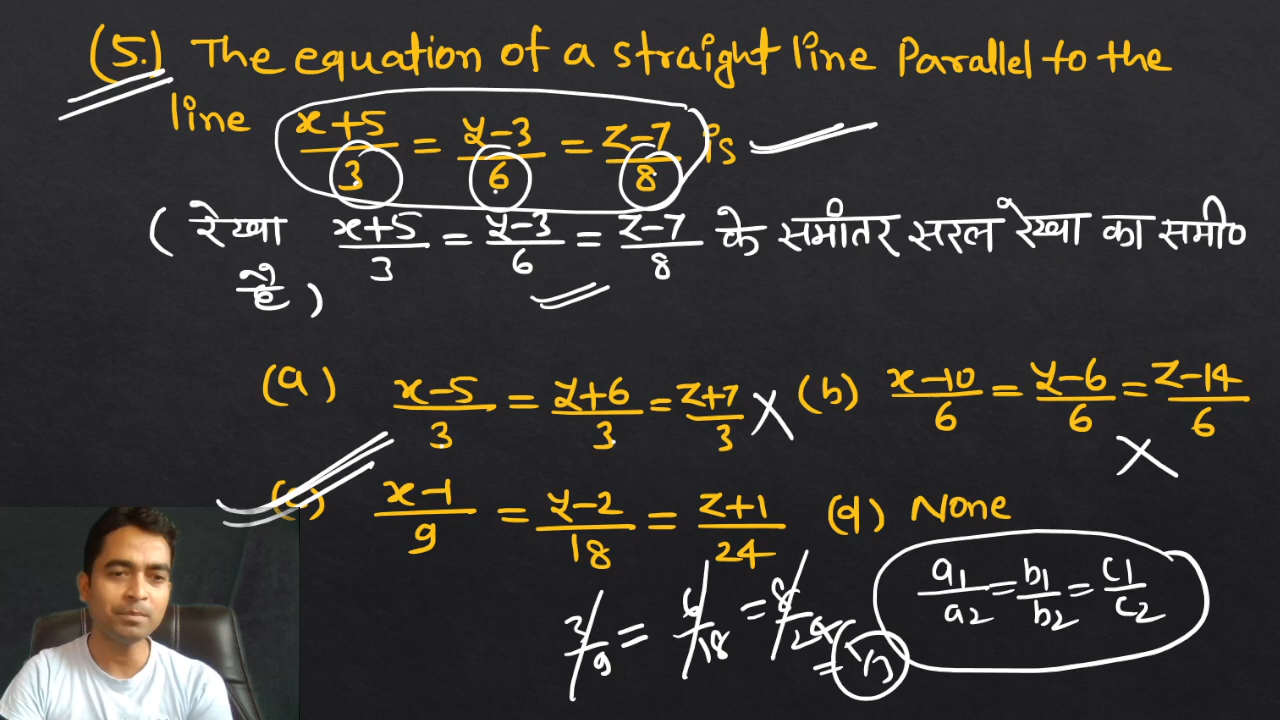 (5.) The equation of a straight line Parallel to the
line x+5/3 = y-3/6 = z-7/8 is
( रेखा x+5/3 = y-3/6 = z-7/8 के समांतर सरल रेखा का समी०
है )
(a) x-5/3 = y+6/3 = z+7/3 (b) x-10/6 = y-6/6 = z-14/6
(c) x-1/9 = y-2/18 = z+1/24 (d) None
a₁/a₂ = b₁/b₂ = c₁/c₂
3/9 = 6/18 = 8/24 = 1/3